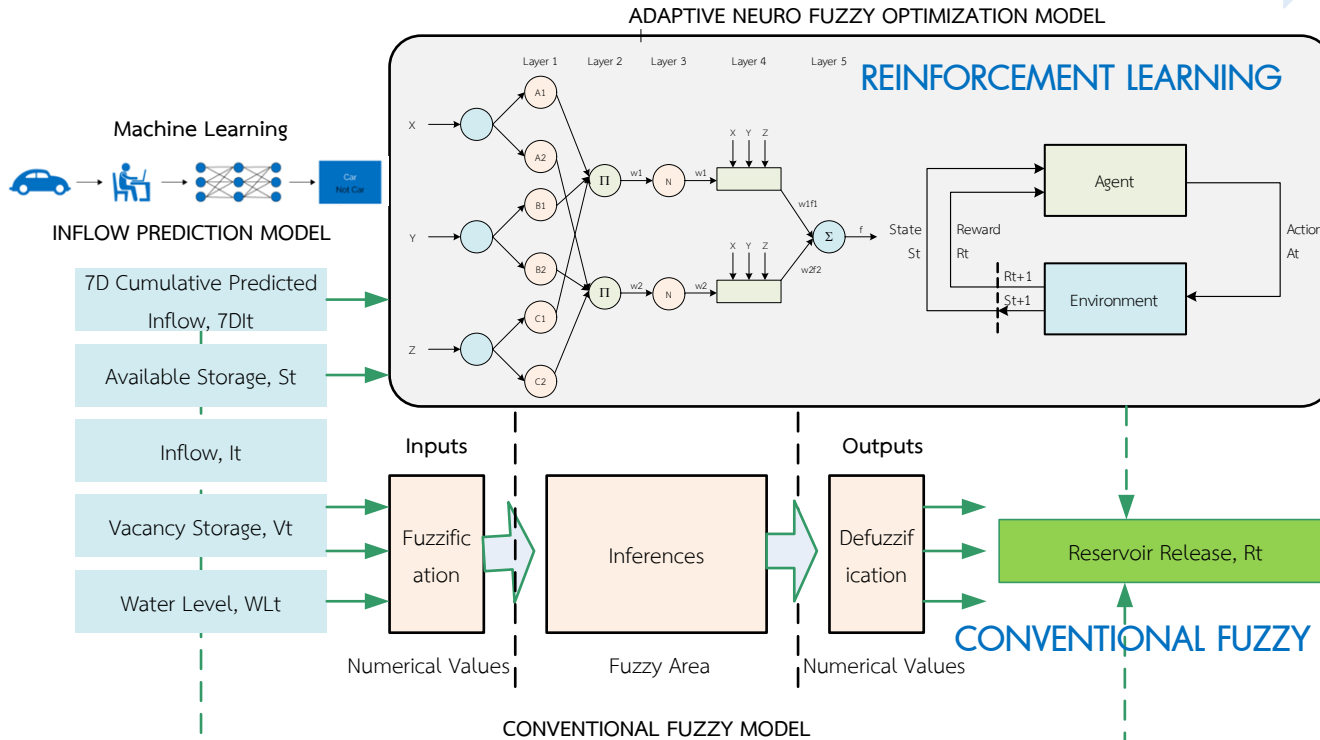 ADAPTIVE NEURO FUZZY OPTIMIZATION MODEL
Layer 1
Layer 2
Layer 3
Layer 4
Layer 5
REINFORCEMENT LEARNING
Machine Learning
Car
Not Car
INFLOW PREDICTION MODEL
X
Y
Z
A1
A2
B1
B2
C1
C2
Π
Π
w1
w2
N
N
w1
w2
X Y Z
X Y Z
w1f1
w2f2
Σ
f
State
St
Reward
Rt
Agent
Action
At
Rt+1
St+1
Environment
7D Cumulative Predicted
Inflow, 7DIt
Available Storage, St
Inflow, It
Vacancy Storage, Vt
Water Level, WLt
Inputs
Outputs
Fuzzific
ation
Inferences
Defuzzif
ication
Reservoir Release, Rt
Numerical Values
Fuzzy Area
Numerical Values
CONVENTIONAL FUZZY
CONVENTIONAL FUZZY MODEL